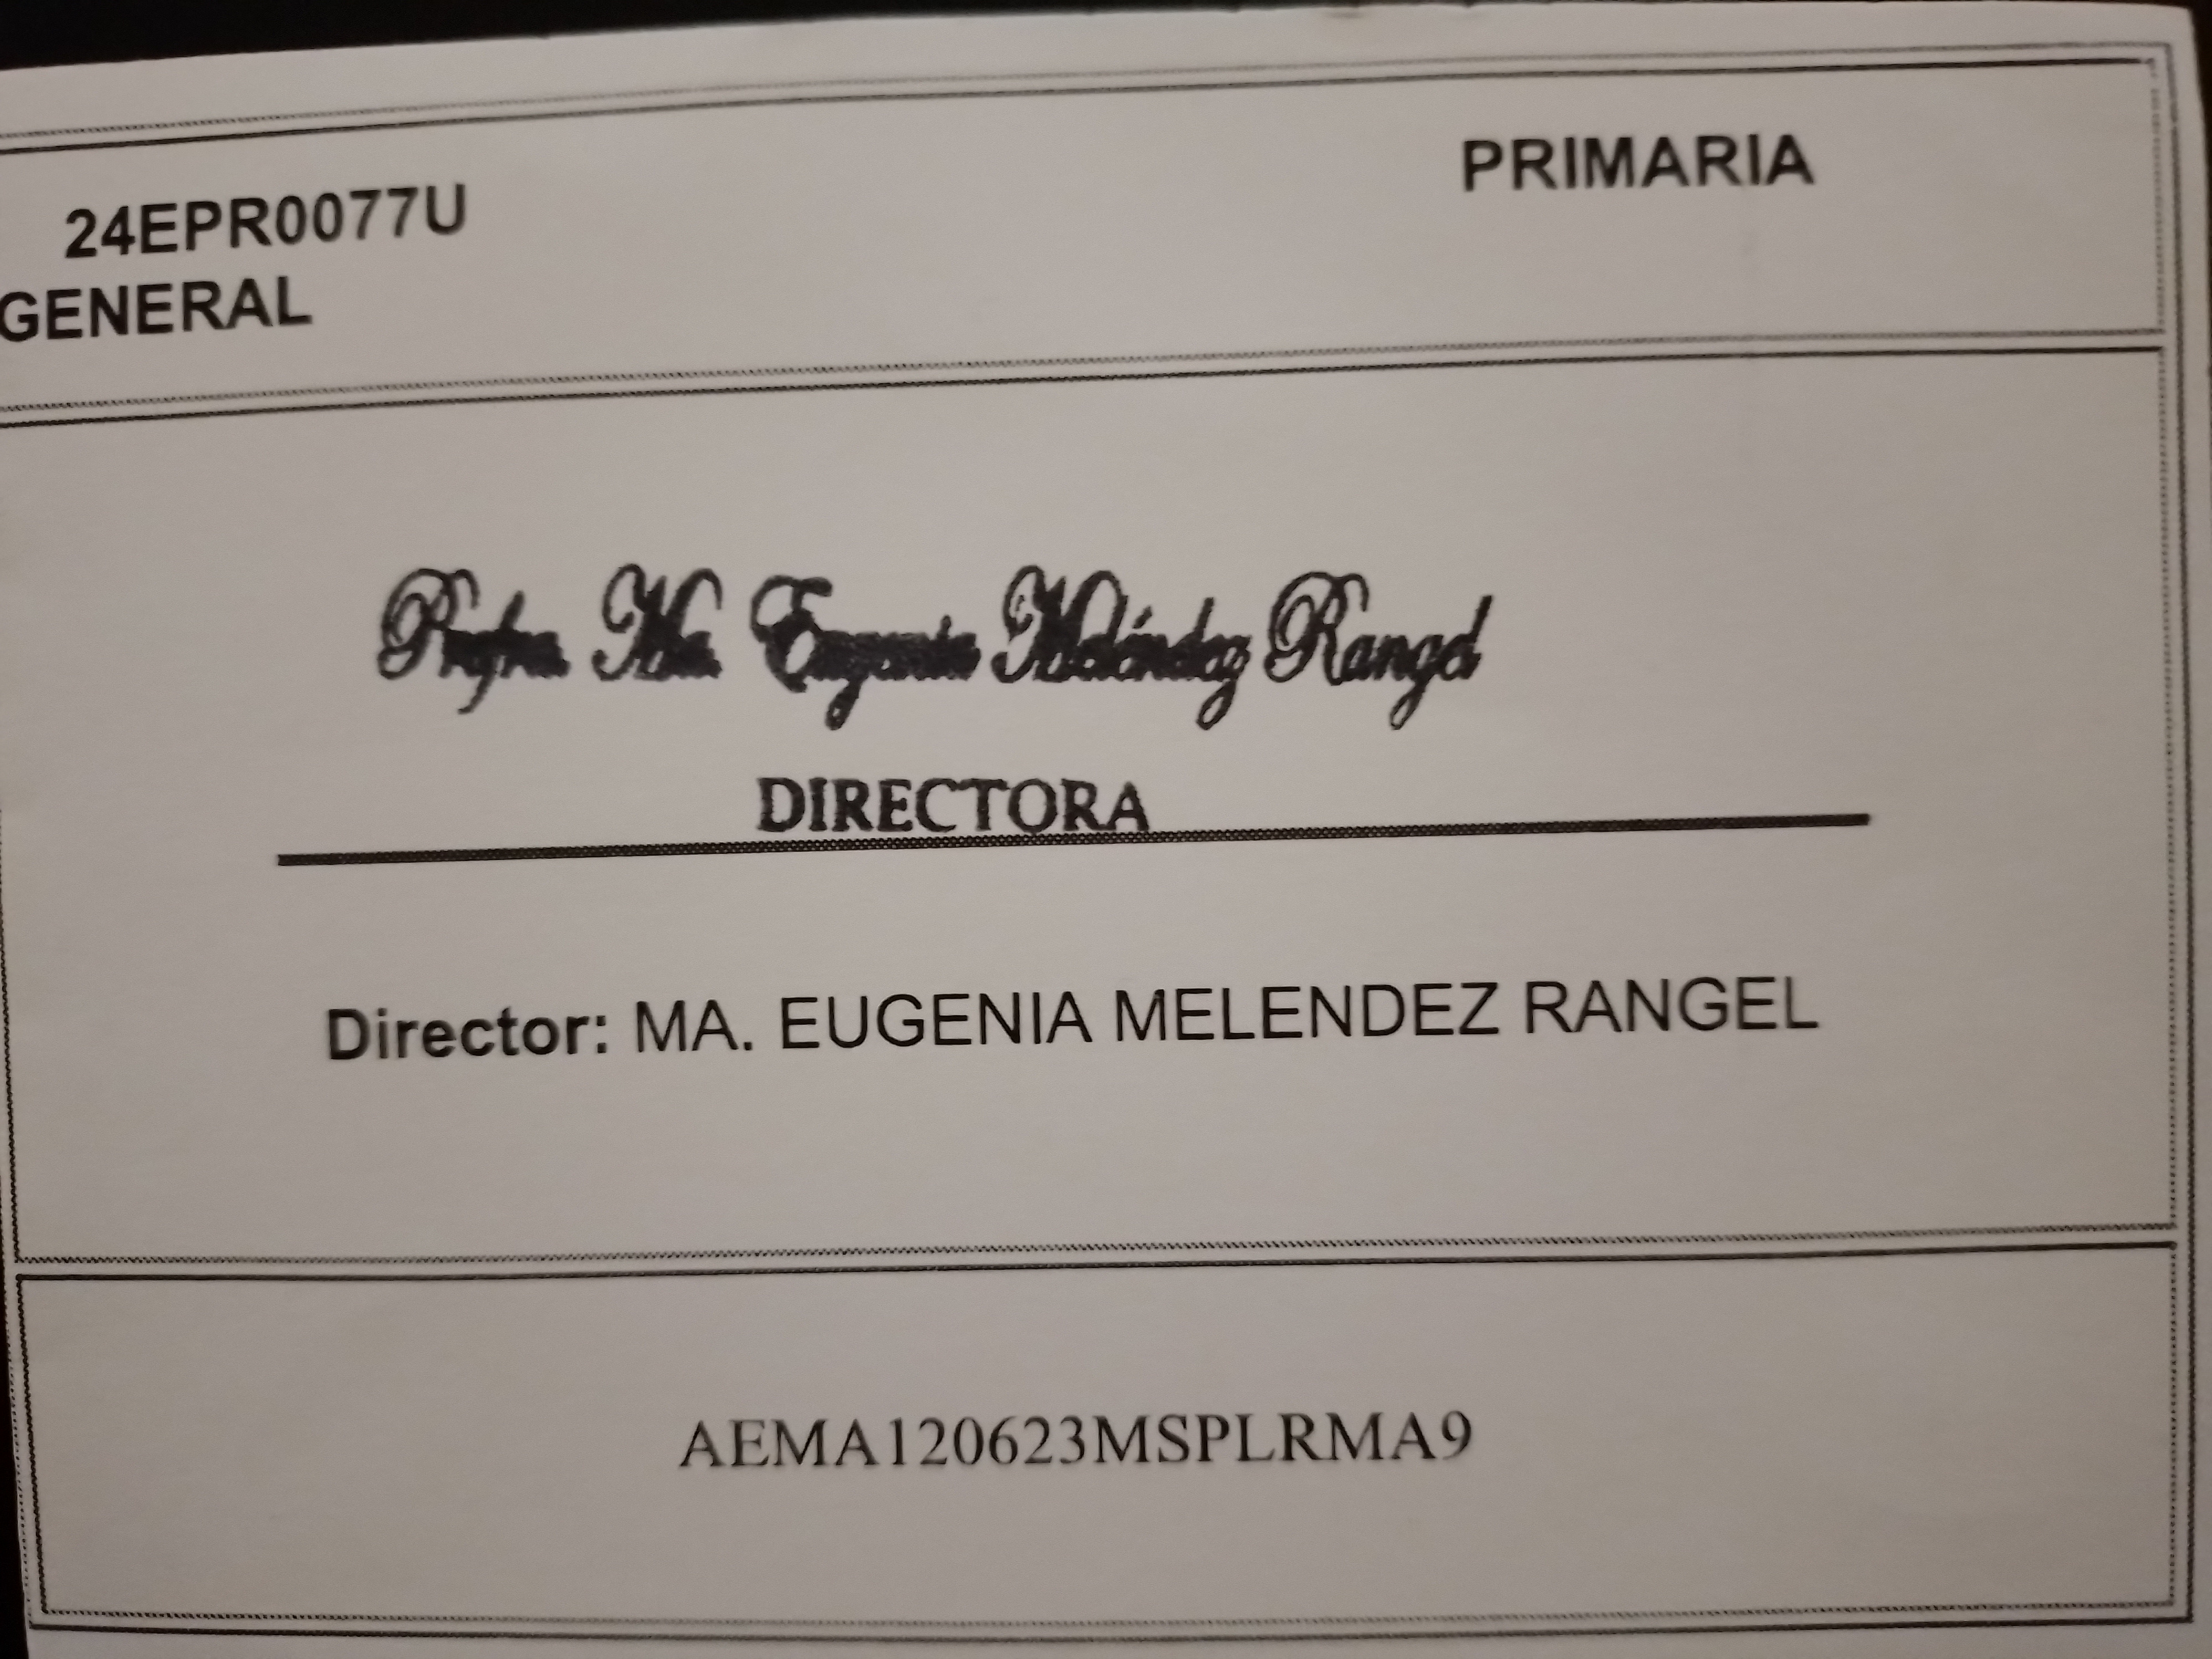 24EPR0077U PRIMARIA
GENERAL
Profra. Ma. Eugenia Meléndez Rangel
DIRECTORA
Director: MA. EUGENIA MELENDEZ RANGEL
AEMA120623MSPLRMA9